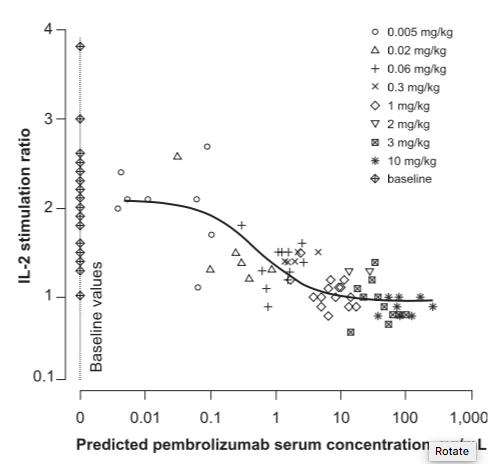 4
3
2
1
0.1
IL-2 stimulation ratio
Baseline values
0.005 mg/kg
0.02 mg/kg
0.06 mg/kg
0.3 mg/kg
1 mg/kg
2 mg/kg
3 mg/kg
10 mg/kg
baseline
0 0.01 0.1 1 10 100 1,000
Predicted pembrolizumab serum concentration
Rotate